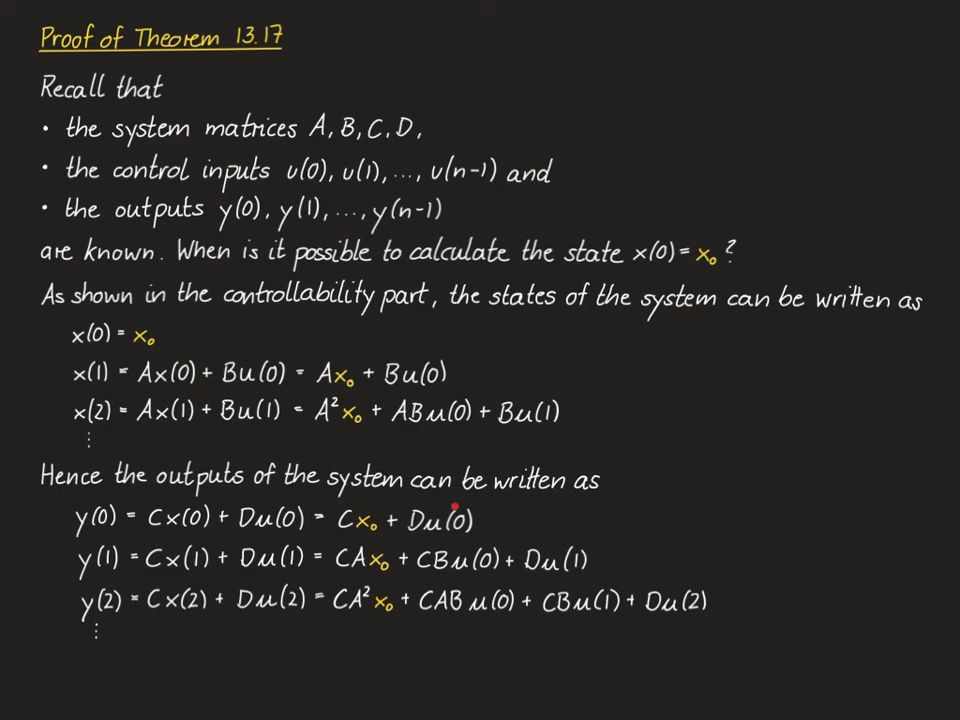 Proof of Theorem 13.17
Recall that
• the system matrices A, B, C, D,
• the control inputs u(0), u(1), ..., u(n-1) and
• the outputs y(0), y(1), ..., y(n-1)
are known. When is it possible to calculate the state x(0) = x₀ ?
As shown in the controllability part, the states of the system can be written as
x(0) = x₀
x(1) = Ax(0) + Bu(0) = Ax₀ + Bu(0)
x(2) = Ax(1) + Bu(1) = A²x₀ + ABu(0) + Bu(1)
⋮
Hence the outputs of the system can be written as
y(0) = Cx(0) + Du(0) = Cx₀ + Du(0)
y(1) = Cx(1) + Du(1) = CAx₀ + CBu(0) + Du(1)
y(2) = Cx(2) + Du(2) = CA²x₀ + CABu(0) + CBu(1) + Du(2)
⋮